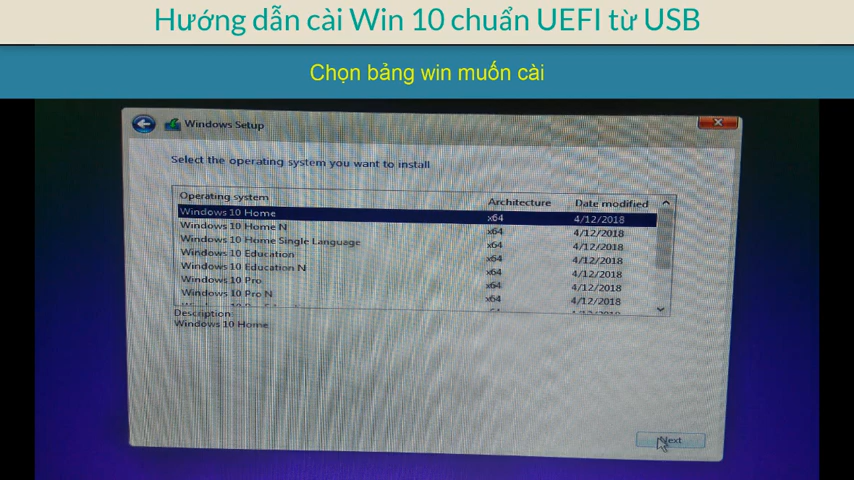 Hướng dẫn cài Win 10 chuẩn UEFI từ USB
Chọn bảng win muốn cài
Windows Setup
Select the operating system you want to install
Operating system Architecture Date modified
Windows 10 Home x64 4/12/2018
Windows 10 Home N x64 4/12/2018
Windows 10 Home Single Language x64 4/12/2018
Windows 10 Education x64 4/12/2018
Windows 10 Education N x64 4/12/2018
Windows 10 Pro x64 4/12/2018
Windows 10 Pro N x64 4/12/2018
Description
Windows 10 Home
Next